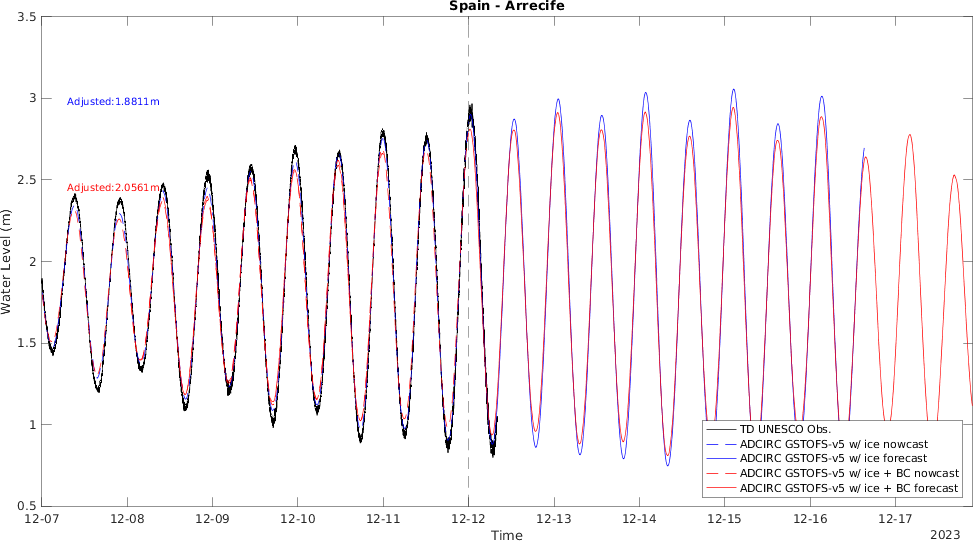 Spain - Arrecife
3.5
3
2.5
2
1.5
1
0.5
Water Level (m)
Adjusted:1.8811m
Adjusted:2.0561m
TD UNESCO Obs.
ADCIRC GSTOFS-v5 w/ ice nowcast
ADCIRC GSTOFS-v5 w/ ice forecast
ADCIRC GSTOFS-v5 w/ ice + BC nowcast
ADCIRC GSTOFS-v5 w/ ice + BC forecast
12-07 12-08 12-09 12-10 12-11 12-12 12-13 12-14 12-15 12-16 12-17
Time
2023